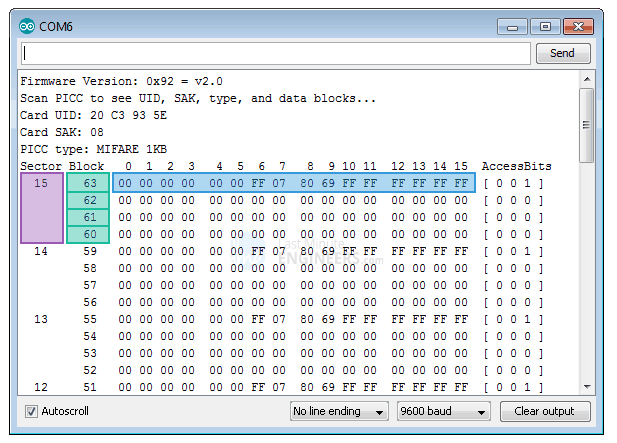 COM6
Send
Firmware Version: 0x92 = v2.0
Scan PICC to see UID, SAK, type, and data blocks...
Card UID: 20 C3 93 5E
Card SAK: 08
PICC type: MIFARE 1KB
Sector Block 0 1 2 3 4 5 6 7 8 9 10 11 12 13 14 15 AccessBits
15 63 00 00 00 00 00 00 FF 07 80 69 FF FF FF FF FF FF [ 0 0 1 ]
62 00 00 00 00 00 00 00 00 00 00 00 00 00 00 00 00 [ 0 0 0 ]
61 00 00 00 00 00 00 00 00 00 00 00 00 00 00 00 00 [ 0 0 0 ]
60 00 00 00 00 00 00 00 00 00 00 00 00 00 00 00 00 [ 0 0 0 ]
14 59 00 00 00 00 00 00 FF 07 80 69 FF FF FF FF FF FF [ 0 0 1 ]
58 00 00 00 00 00 00 00 00 00 00 00 00 00 00 00 00 [ 0 0 0 ]
57 00 00 00 00 00 00 00 00 00 00 00 00 00 00 00 00 [ 0 0 0 ]
56 00 00 00 00 00 00 00 00 00 00 00 00 00 00 00 00 [ 0 0 0 ]
13 55 00 00 00 00 00 00 FF 07 80 69 FF FF FF FF FF FF [ 0 0 1 ]
54 00 00 00 00 00 00 00 00 00 00 00 00 00 00 00 00 [ 0 0 0 ]
53 00 00 00 00 00 00 00 00 00 00 00 00 00 00 00 00 [ 0 0 0 ]
52 00 00 00 00 00 00 00 00 00 00 00 00 00 00 00 00 [ 0 0 0 ]
12 51 00 00 00 00 00 00 FF 07 80 69 FF FF FF FF FF FF [ 0 0 1 ]
Last Minute
ENGINEERS.com
Autoscroll
No line ending
9600 baud
Clear output